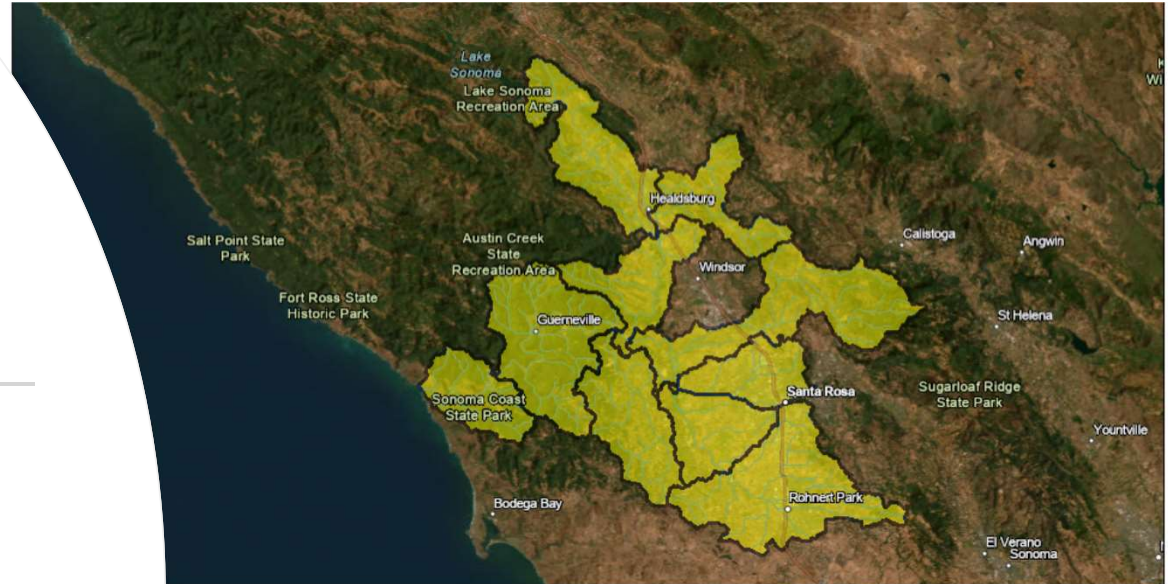 Lake
Sonoma
Lake Sonoma
Recreation Area
Healdsburg
Salt Point State
Park
Austin Creek
State
Recreation Area
Calistoga
Angwin
Windsor
Fort Ross State
Historic Park
Guerneville
St Helena
Santa Rosa
Sugarloaf Ridge
State Park
Sonoma Coast
State Park
Yountville
Rohnert Park
Bodega Bay
El Verano
Sonoma